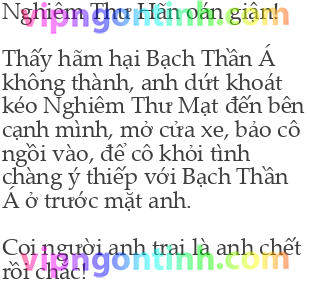 Nghiêm Thư Hãn oán giận!
vipngontinh.com
Thấy hãm hại Bạch Thần Á
không thành, anh dứt khoát
kéo Nghiêm Thư Mạt đến bên
cạnh mình, mở cửa xe, bảo cô
ngồi vào, để cô khỏi tình
chàng ý thiếp với Bạch Thần
Á ở trước mặt anh.
Coi người anh trai là anh chết
rồi chắc!
vipngontinh.com